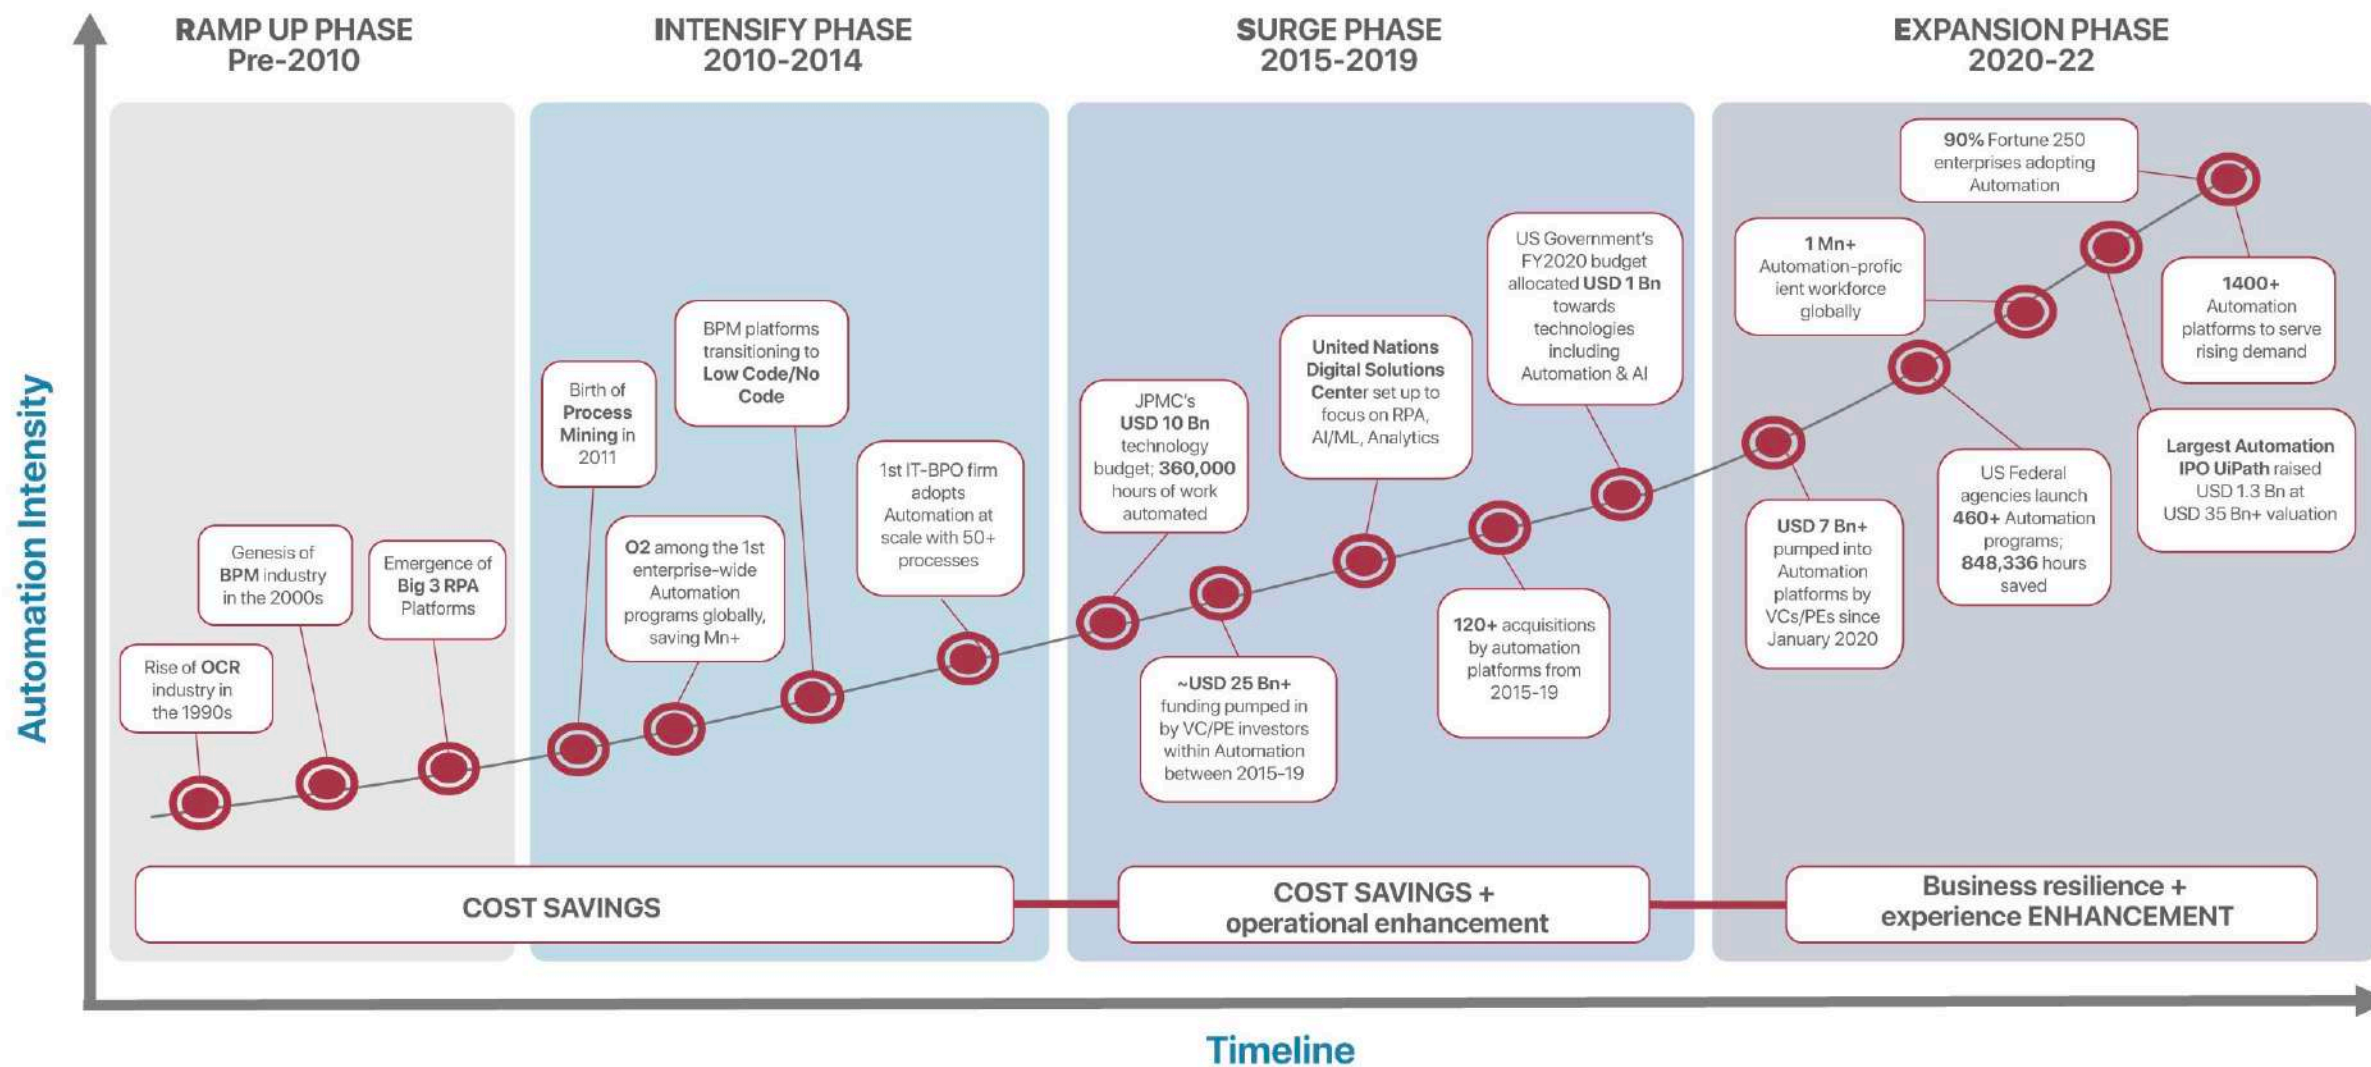 RAMP UP PHASE
Pre-2010
INTENSIFY PHASE
2010-2014
SURGE PHASE
2015-2019
EXPANSION PHASE
2020-22
Automation Intensity
Rise of OCR
industry in
the 1990s
Genesis of
BPM industry
in the 2000s
Emergence of
Big 3 RPA
Platforms
Birth of
Process
Mining in
2011
O2 among the 1st
enterprise-wide
Automation
programs globally,
saving Mn+
BPM platforms
transitioning to
Low Code/No
Code
1st IT-BPO firm
adopts
Automation at
scale with 50+
processes
JPMC's
USD 10 Bn
technology
budget; 360,000
hours of work
automated
~USD 25 Bn+
funding pumped in
by VC/PE investors
within Automation
between 2015-19
United Nations
Digital Solutions
Center set up to
focus on RPA,
AI/ML, Analytics
120+ acquisitions
by automation
platforms from
2015-19
US Government's
FY2020 budget
allocated USD 1 Bn
towards
technologies
including
Automation & AI
USD 7 Bn+
pumped into
Automation
platforms by
VCs/PEs since
January 2020
US Federal
agencies launch
460+ Automation
programs;
848,336 hours
saved
1 Mn+
Automation-profic
ient workforce
globally
Largest Automation
IPO UiPath raised
USD 1.3 Bn at
USD 35 Bn+ valuation
90% Fortune 250
enterprises adopting
Automation
1400+
Automation
platforms to serve
rising demand
COST SAVINGS
COST SAVINGS +
operational enhancement
Business resilience +
experience ENHANCEMENT
Timeline